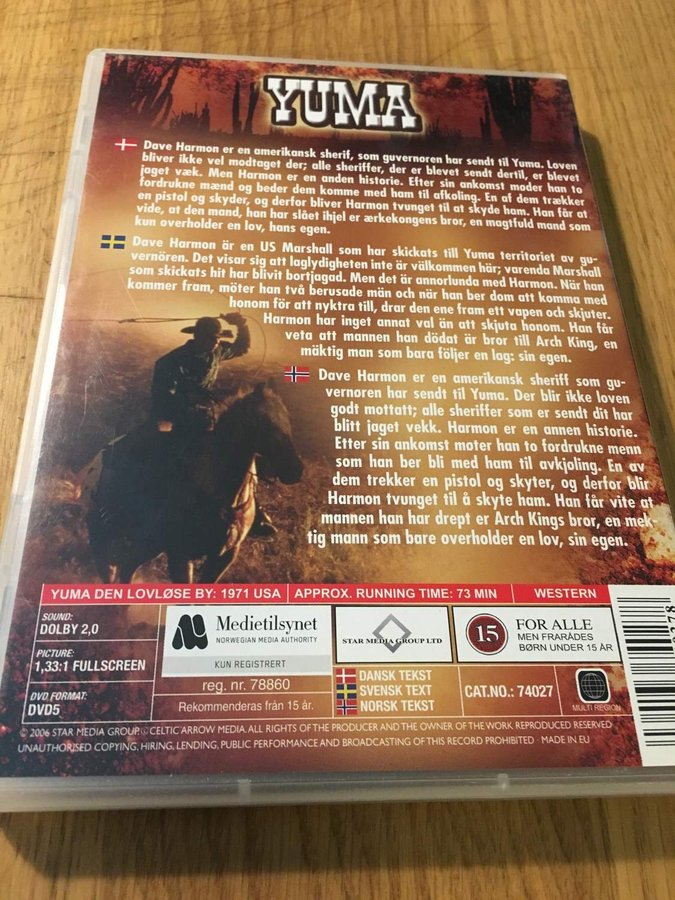 YUMA
Dave Harmon er en amerikansk sherif, som guvernoren har sendt til Yuma. Loven
bliver ikke vel modtaget der; alle sheriffer, der er blevet sendt dertil, er blevet
jaget væk. Men Harmon er en anden historie. Efter sin ankomst moder han to
fordrukne mænd og beder dem komme med ham til afkoling. En af dem trækker
en pistol og skyder, og derfor bliver Harmon tvunget til at skyde ham. Han får at
vide, at den mand, han har slået ihjel er ærkekongens bror, en magtfuld mand som
kun overholder en lov, hans egen.
Dave Harmon är en US Marshall som har skickats till Yuma territoriet av gu-
vernören. Det visar sig att laglydigheten inte är välkommen här; varenda Marshall
som skickats hit har blivit bortjagad. Men det är annorlunda med Harmon. När han
kommer fram, möter han två berusade män och när han ber dom att komma med
honom för att nyktra till, drar den ene fram ett vapen och skjuter.
Harmon har inget annat val än att skjuta honom. Han får
veta att mannen han dödat är bror till Arch King, en
mäktig man som bara följer en lag: sin egen.
Dave Harmon er en amerikansk sheriff som gu-
vernoren har sendt til Yuma. Der blir ikke loven
godt mottatt; alle sheriffer som er sendt dit har
blitt jaget vekk. Harmon er en annen historie.
Etter sin ankomst moter han to fordrukne menn
som han ber bli med ham til avkjoling. En av
dem trekker en pistol og skyter, og derfor blir
Harmon tvunget til å skyte ham. Han får vite at
mannen han har drept er Arch Kings bror, en mek-
tig mann som bare overholder en lov, sin egen.
YUMA DEN LOVLØSE BY: 1971 USA APPROX. RUNNING TIME: 73 MIN WESTERN
SOUND:
DOLBY 2,0
PICTURE:
1,33:1 FULLSCREEN
DVD FORMAT:
DVD5
Medietilsynet
NORWEGIAN MEDIA AUTHORITY
KUN REGISTRERT
reg. nr. 78860
Rekommenderas från 15 år.
STAR MEDIA GROUP LTD
DANSK TEKST
SVENSK TEXT
NORSK TEKST
15
FOR ALLE
MEN FRARÅDES
BØRN UNDER 15 ÅR
CAT.NO.: 74027
MULTI REGION
© 2006 STAR MEDIA GROUP. © CELTIC ARROW MEDIA. ALL RIGHTS OF THE PRODUCER AND THE OWNER OF THE WORK REPRODUCED RESERVED
UNAUTHORISED COPYING, HIRING, LENDING, PUBLIC PERFORMANCE AND BROADCASTING OF THIS RECORD PROHIBITED · MADE IN EU